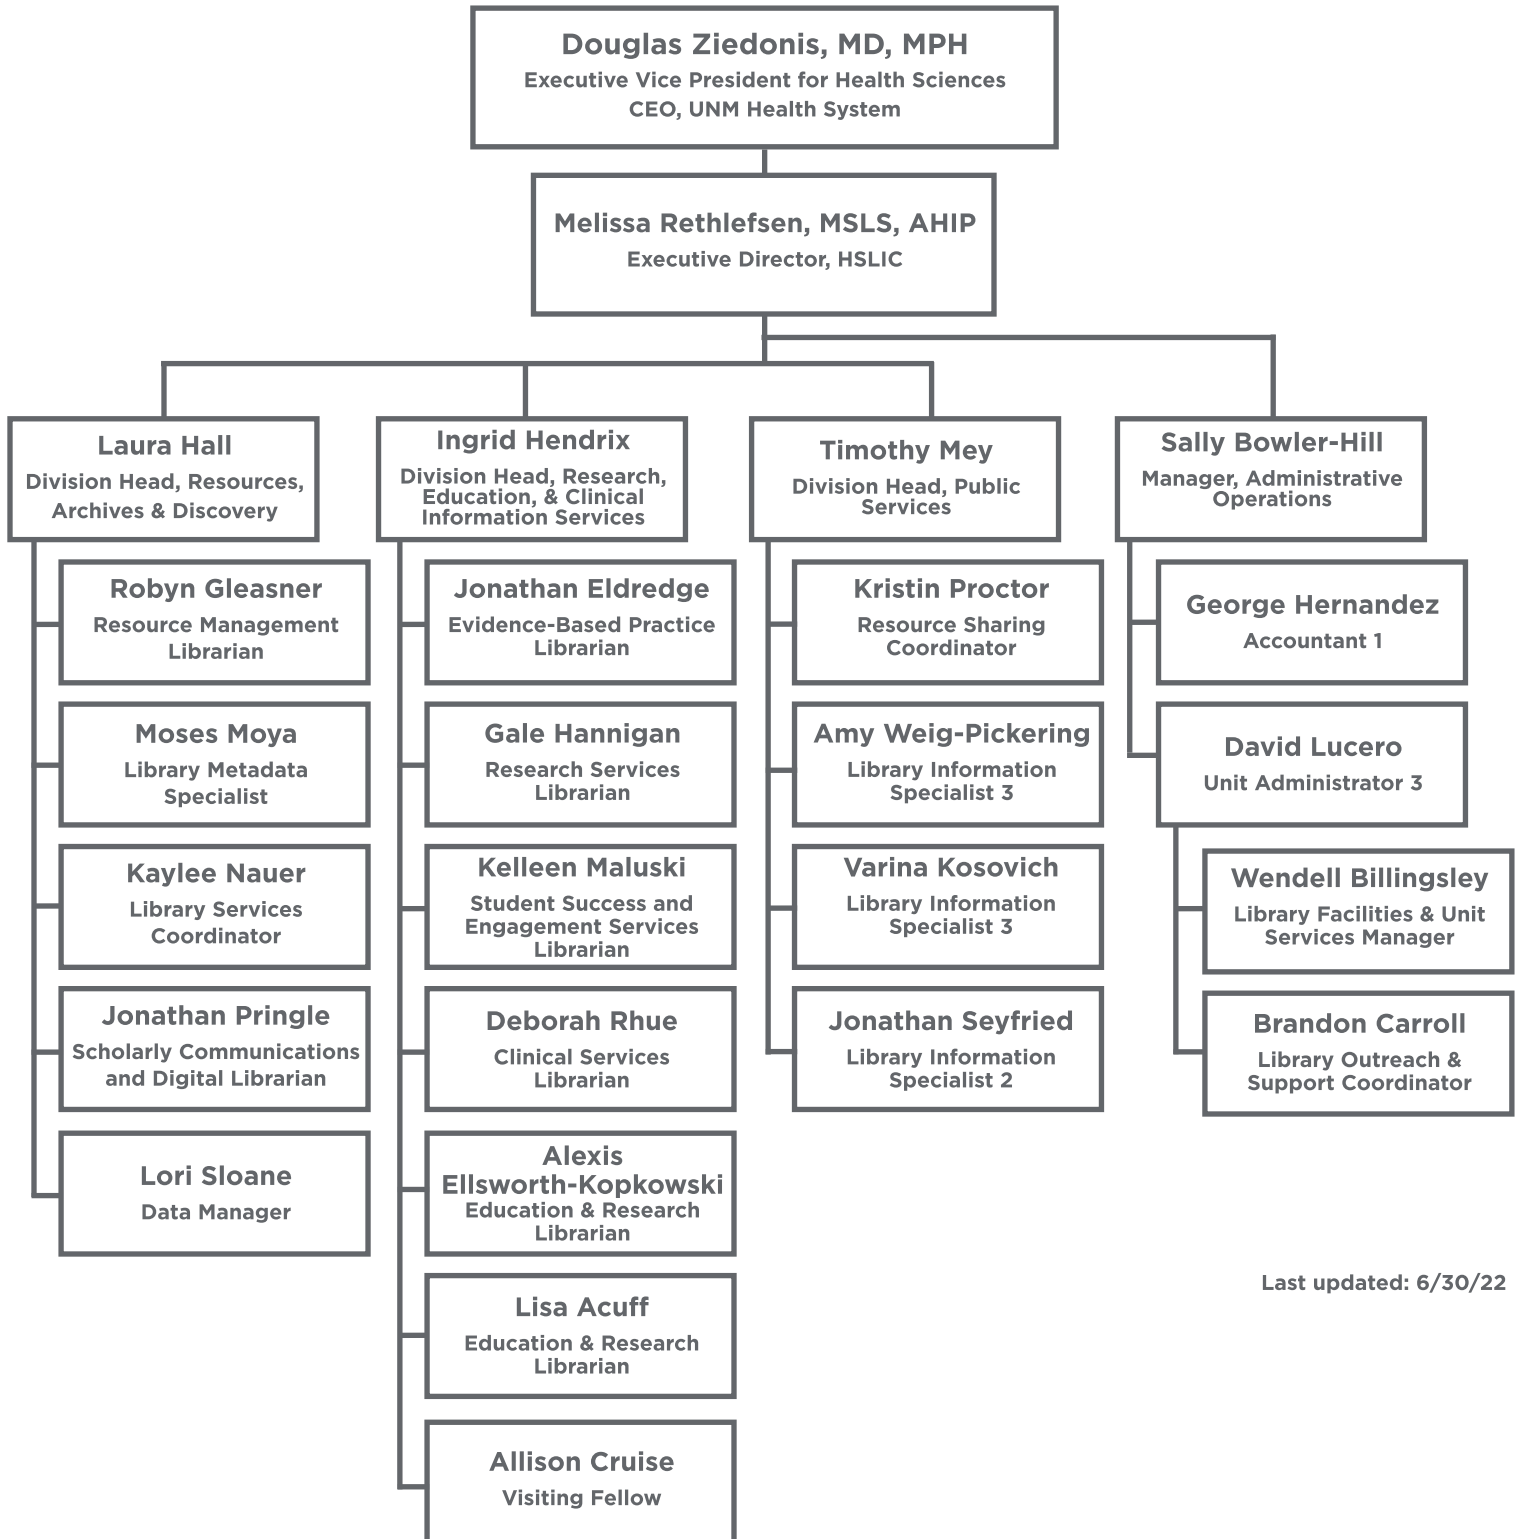 Douglas Ziedonis, MD, MPH
Executive Vice President for Health Sciences
CEO, UNM Health System
Melissa Rethlefsen, MSLS, AHIP
Executive Director, HSLIC
Laura Hall
Division Head, Resources,
Archives & Discovery
Robyn Gleasner
Resource Management
Librarian
Moses Moya
Library Metadata
Specialist
Kaylee Nauer
Library Services
Coordinator
Jonathan Pringle
Scholarly Communications
and Digital Librarian
Lori Sloane
Data Manager
Ingrid Hendrix
Division Head, Research,
Education, & Clinical
Information Services
Jonathan Eldredge
Evidence-Based Practice
Librarian
Gale Hannigan
Research Services
Librarian
Kelleen Maluski
Student Success and
Engagement Services
Librarian
Deborah Rhue
Clinical Services
Librarian
Alexis
Ellsworth-Kopkowski
Education & Research
Librarian
Lisa Acuff
Education & Research
Librarian
Allison Cruise
Visiting Fellow
Timothy Mey
Division Head, Public
Services
Kristin Proctor
Resource Sharing
Coordinator
Amy Weig-Pickering
Library Information
Specialist 3
Varina Kosovich
Library Information
Specialist 3
Jonathan Seyfried
Library Information
Specialist 2
Sally Bowler-Hill
Manager, Administrative
Operations
George Hernandez
Accountant 1
David Lucero
Unit Administrator 3
Wendell Billingsley
Library Facilities & Unit
Services Manager
Brandon Carroll
Library Outreach &
Support Coordinator
Last updated: 6/30/22